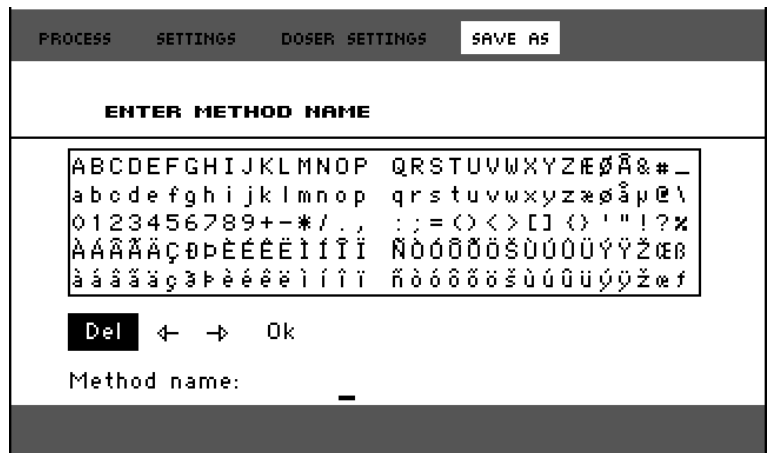 PROCESS SETTINGS DOSER SETTINGS SAVE AS
ENTER METHOD NAME
ABCDEFGHIJKLMNOP QRSTUVWXYZÆØÅ&#_
abcdefghijklmnop qrstuvwxyzæøåµ@\
0123456789+-*/., :;=()<>[]{}'"!?%
ÀÁÂÃÄÇÐÞÈÉÊËÌÍÎÏ ÑÒÓÔÕÖŠÙÚÛÜÝŸŽŒß
àáâãäçðþèéêëìíîï ñòóôõöšùúûüýÿžœƒ
Del ← → Ok
Method name: _